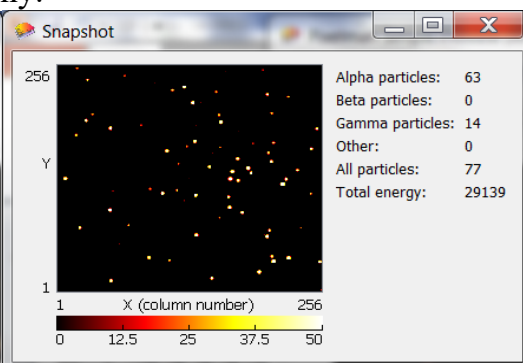 ny.
Snapshot
256
Y
1
1 X (column number) 256
0 12.5 25 37.5 50
Alpha particles: 63
Beta particles: 0
Gamma particles: 14
Other: 0
All particles: 77
Total energy: 29139